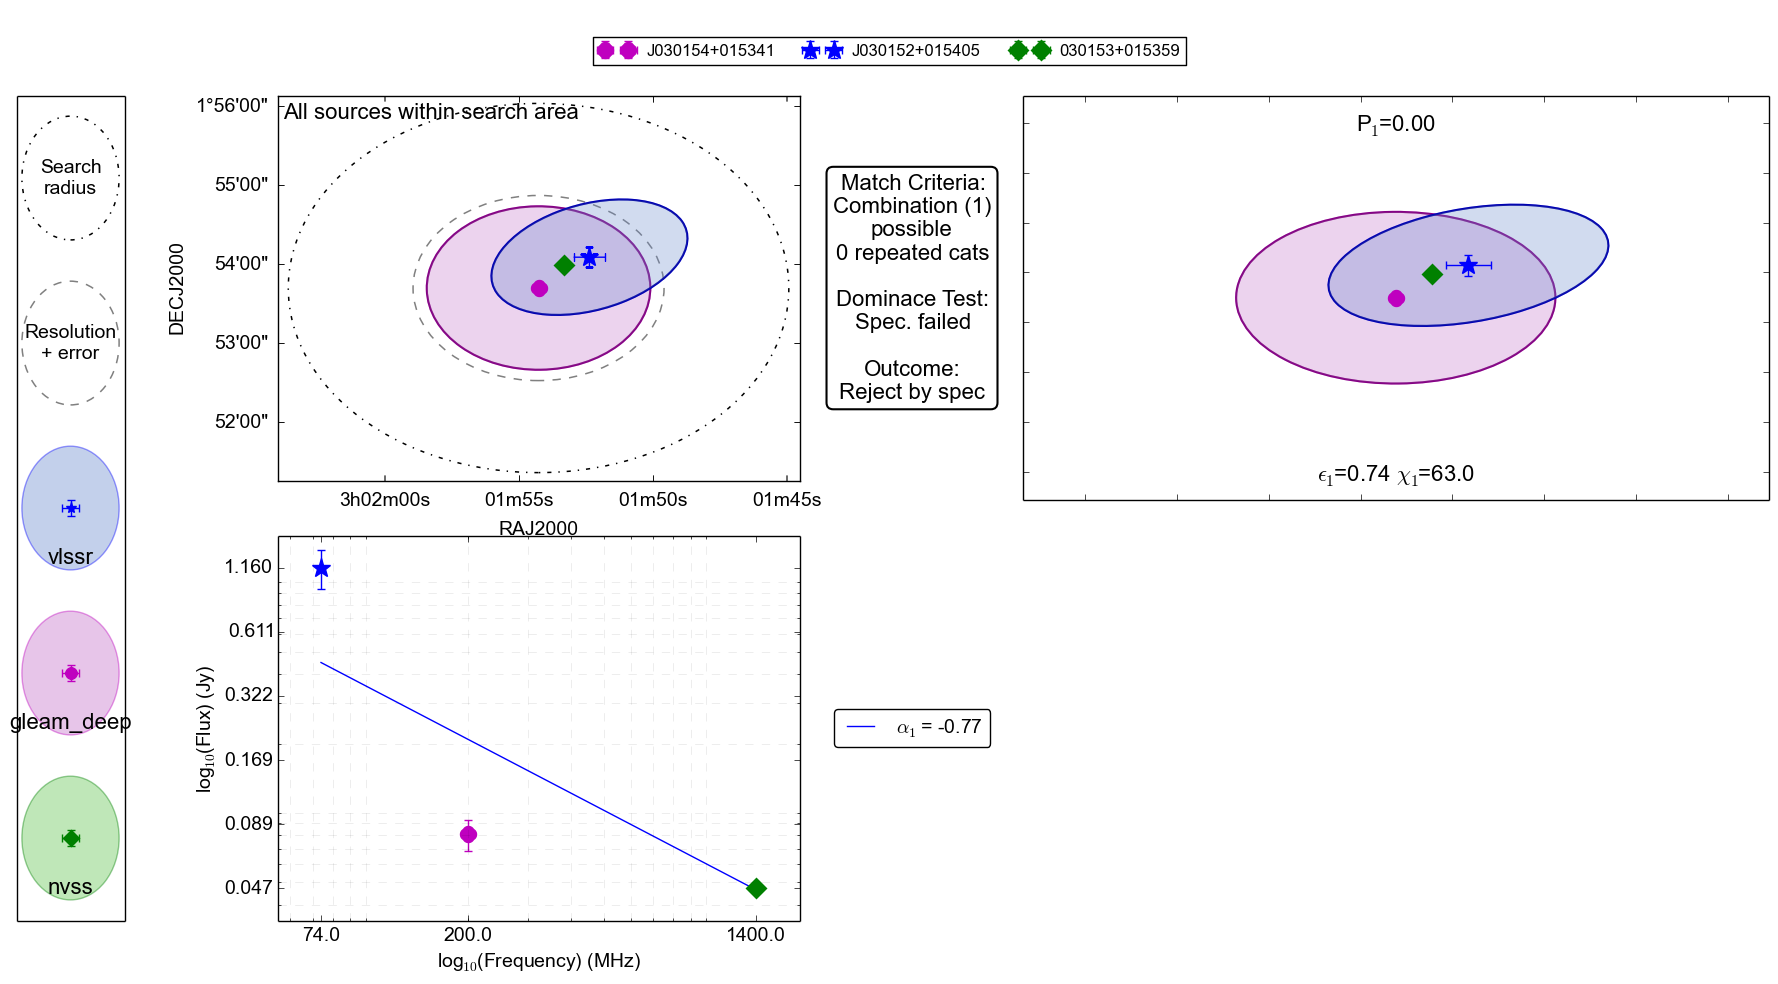 J030154+015341
J030152+015405
030153+015359
Search
radius
Resolution
+ error
vlssr
gleam_deep
nvss
All sources within search area
1°56'00"
55'00"
54'00"
53'00"
52'00"
DECJ2000
3h02m00s
01m55s
01m50s
01m45s
RAJ2000
Match Criteria:
Combination (1)
possible
0 repeated cats
Dominace Test:
Spec. failed
Outcome:
Reject by spec
P₁=0.00
ϵ₁=0.74 χ₁=63.0
1.160
0.611
0.322
0.169
0.089
0.047
log₁₀(Flux) (Jy)
74.0
200.0
1400.0
log₁₀(Frequency) (MHz)
α₁ = -0.77